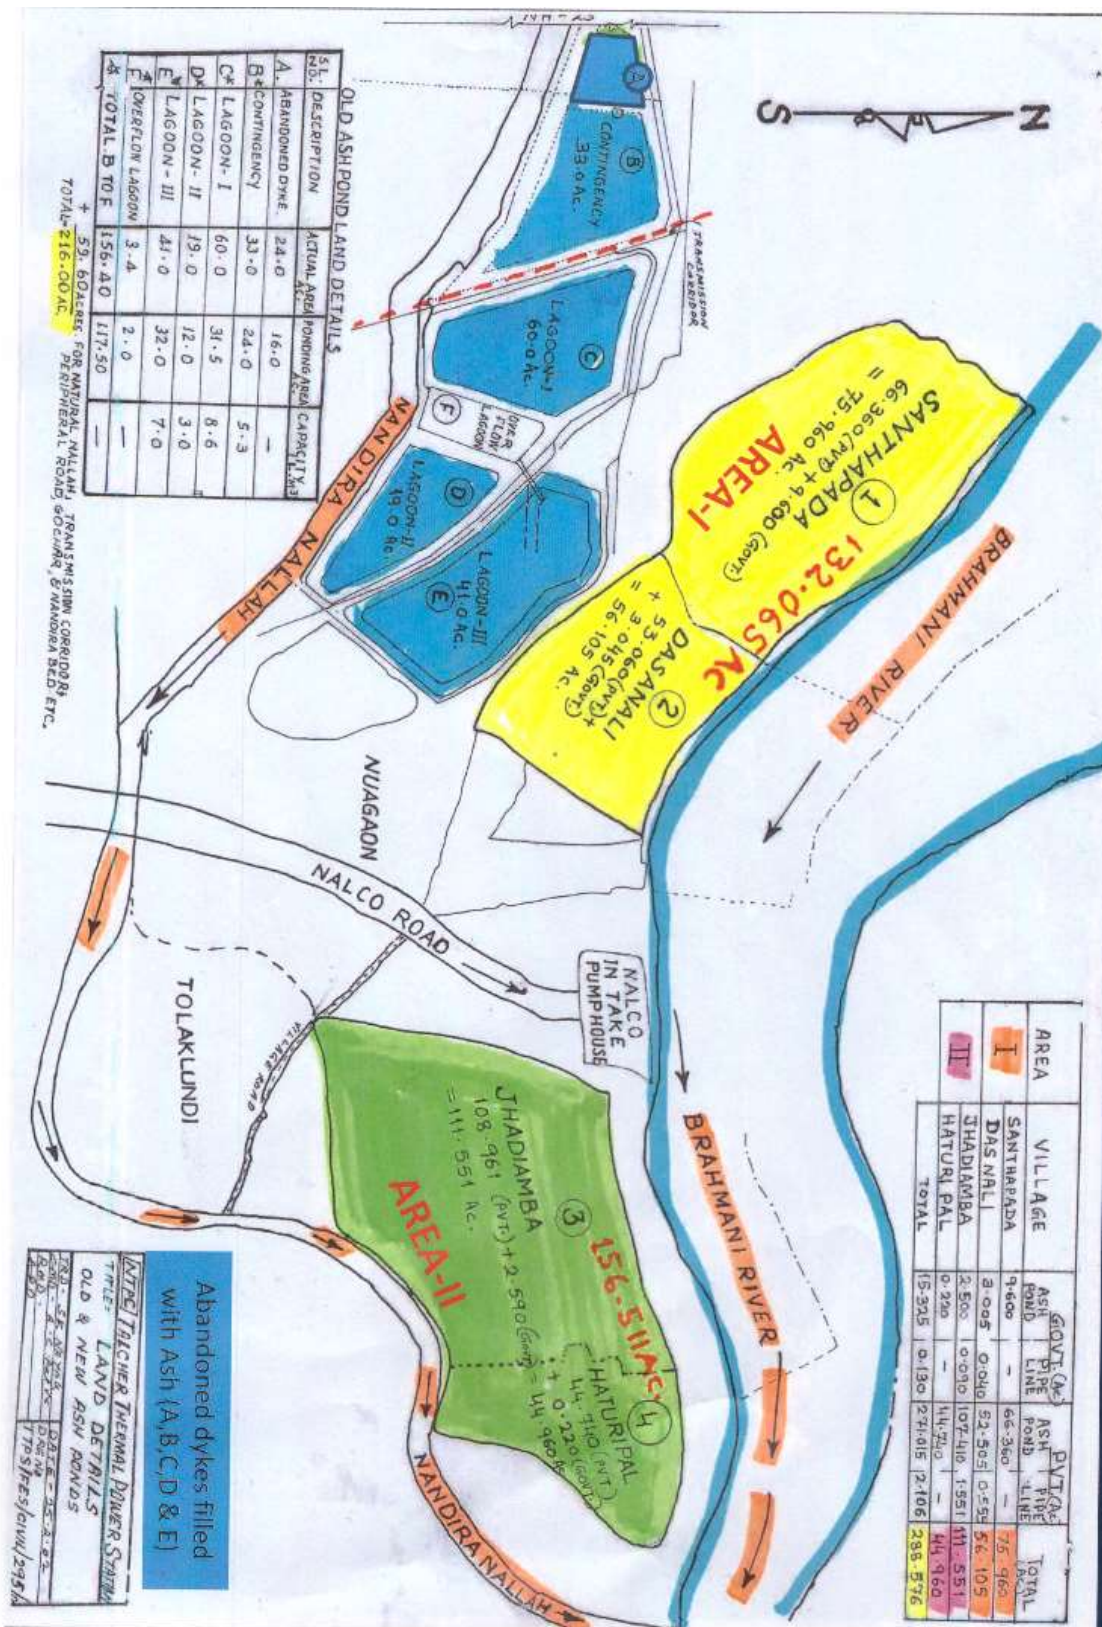 NH-23
N
S
OLD ASH POND LAND DETAILS
SL. NO. DESCRIPTION ACTUAL AREA AC. PONDING AREA AC. CAPACITY
A. ABANDONED DYKE. 24.0 16.0 —
B* CONTINGENCY 33.0 24.0 5.3
C* LAGOON-I 60.0 31.5 8.6
D* LAGOON-II 19.0 12.0 3.0
E* LAGOON-III 41.0 32.0 7.0
F* OVERFLOW LAGOON 3.4 2.0 —
* TOTAL B TO F 156.40 117.50 —
+ 59.60 ACRES FOR NATURAL NALLAH, TRANSMISSION CORRIDOR,
PERIPHERAL ROAD, GOCHAR, & NANDIRA BED ETC.
TOTAL=216.00 AC.
A
B
CONTINGENCY
33.0 Ac.
TRANSMISSION
CORRIDOR
C
LAGOON-I
60.0 Ac.
F
OVER
FLOW
LAGOON
D
LAGOON-II
19.0 Ac.
LAGOON-III
41.0 Ac.
E
NANDIRA NALLAH
SANTHAPADA 1
66.360 (PVT) + 9.600 (GOVT.)
= 75.960 Ac.
AREA-I
132.065 Ac
DASANALI 2
53.060 (PVT)+
+ 3.045 (GOVT)
= 56.105 Ac.
BRAHMANI RIVER
NUAGAON
NALCO ROAD
NALCO
IN TAKE
PUMP HOUSE
TOLAKLUNDI
VILLAGE ROAD
BRAHMANI RIVER
156.511 Ac.
3
JHADIAMBA
108.961 (PVT.) + 2.590 (GOVT)
= 111.551 Ac.
AREA-II
4
HATURIPAL
44.740 (PVT)
+ 0.220 (GOVT)
= 44.960 Ac
NANDIRA NALLAH
AREA VILLAGE GOVT. (Ac) PVT. (Ac) TOTAL (Ac)
ASH POND PIPE LINE ASH POND PIPE LINE
I SANTHAPADA 9.600 — 66.360 — 75.960
DASNALI 3.005 0.040 52.505 0.555 56.105
II JHADIAMBA 2.500 0.090 107.410 1.551 111.551
HATURI PAL 0.220 — 44.740 — 44.960
TOTAL 15.325 0.130 271.015 2.106 288.576
Abandoned dykes filled
with Ash (A,B,C,D & E)
NTPC/TALCHER THERMAL POWER STATION
TITLE:- LAND DETAILS
OLD & NEW ASH PONDS
DATE - 25.2.02
DRG NO
TTPS/FES/CIVIL/295/